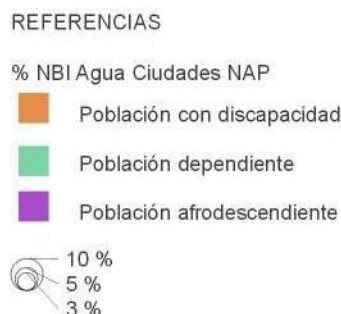 REFERENCIAS
% NBI Agua Ciudades NAP
Población con discapacidad
Población dependiente
Población afrodescendiente
10 %
5 %
3 %